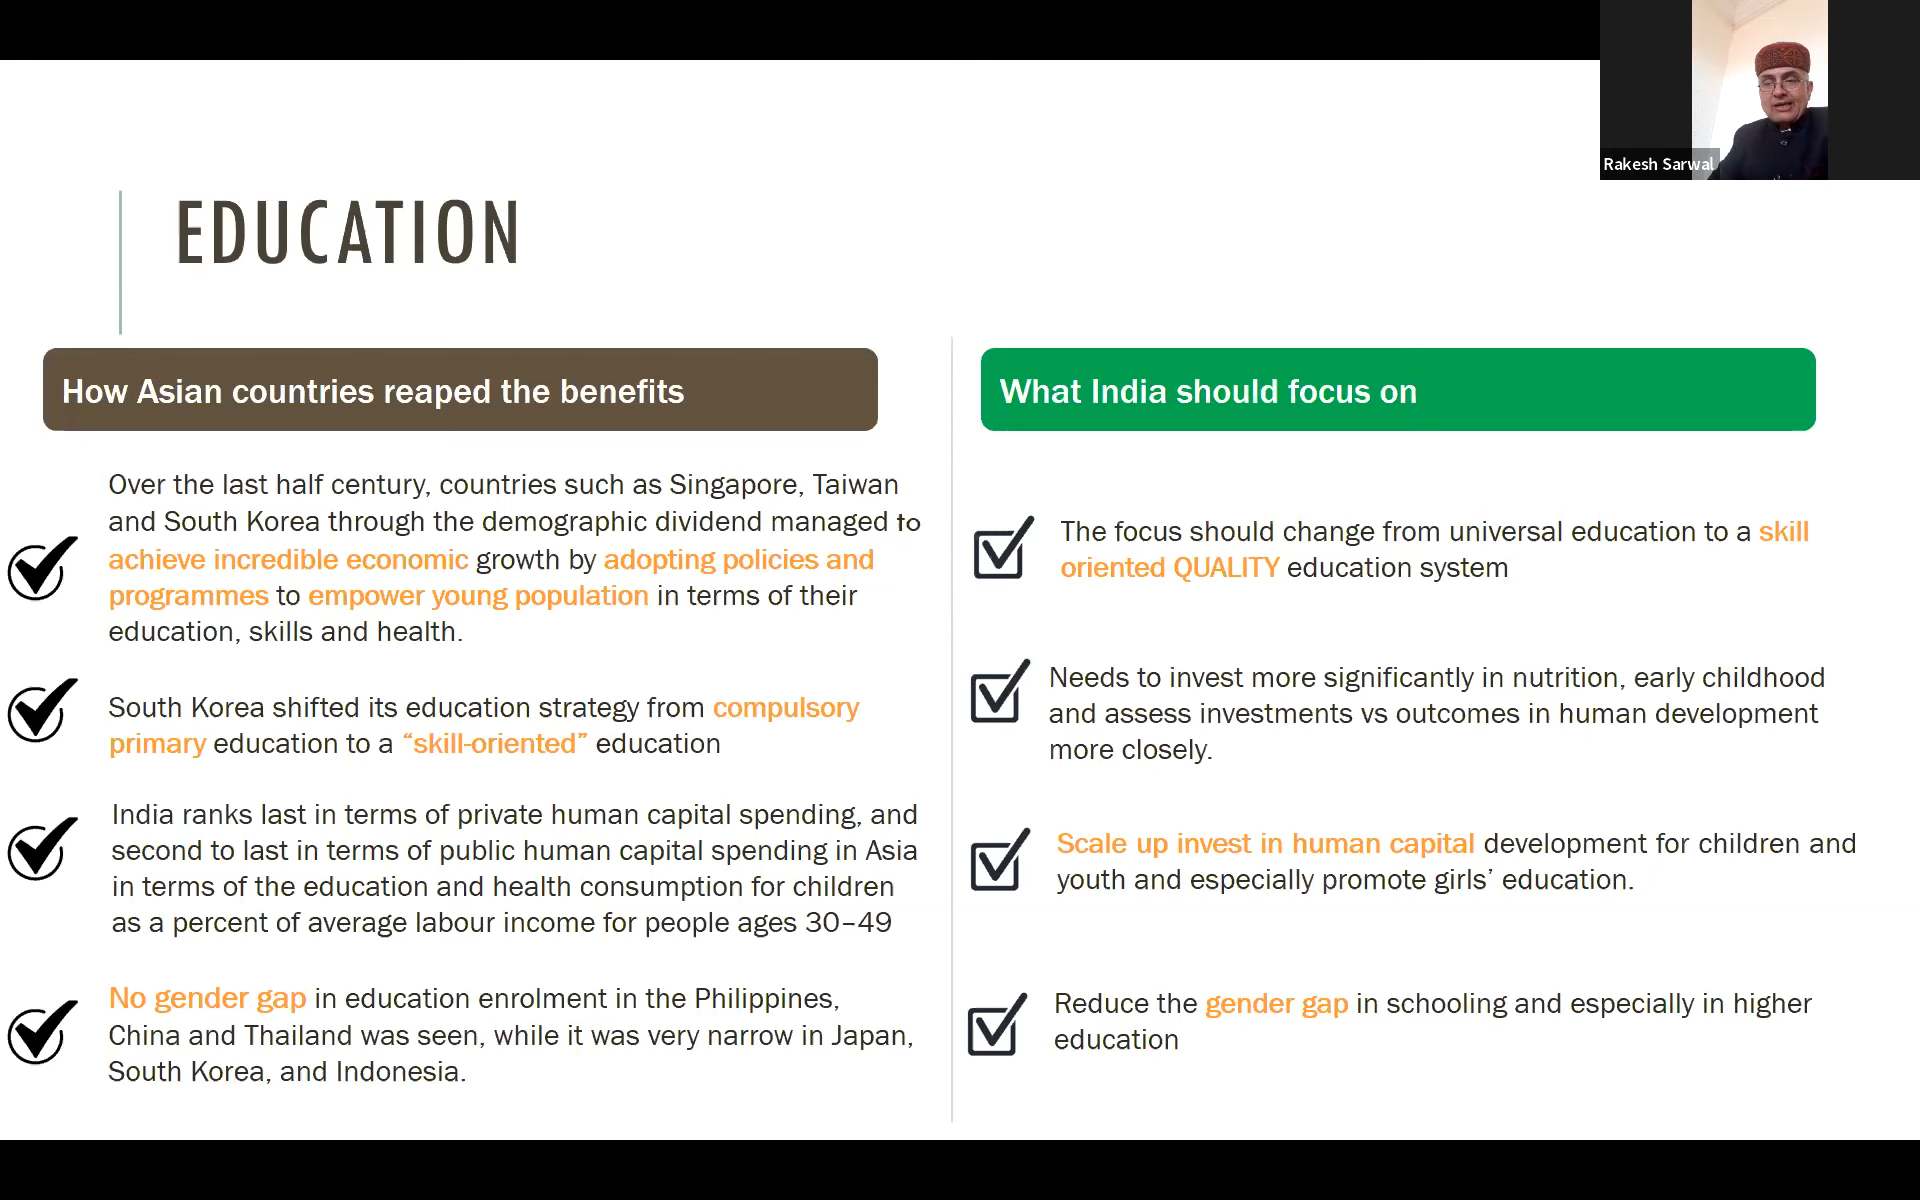 Rakesh Sarwal
EDUCATION
How Asian countries reaped the benefits
Over the last half century, countries such as Singapore, Taiwan
and South Korea through the demographic dividend managed to
achieve incredible economic growth by adopting policies and
programmes to empower young population in terms of their
education, skills and health.
South Korea shifted its education strategy from compulsory
primary education to a “skill-oriented” education
India ranks last in terms of private human capital spending, and
second to last in terms of public human capital spending in Asia
in terms of the education and health consumption for children
as a percent of average labour income for people ages 30–49
No gender gap in education enrolment in the Philippines,
China and Thailand was seen, while it was very narrow in Japan,
South Korea, and Indonesia.
What India should focus on
The focus should change from universal education to a skill
oriented QUALITY education system
Needs to invest more significantly in nutrition, early childhood
and assess investments vs outcomes in human development
more closely.
Scale up invest in human capital development for children and
youth and especially promote girls’ education.
Reduce the gender gap in schooling and especially in higher
education